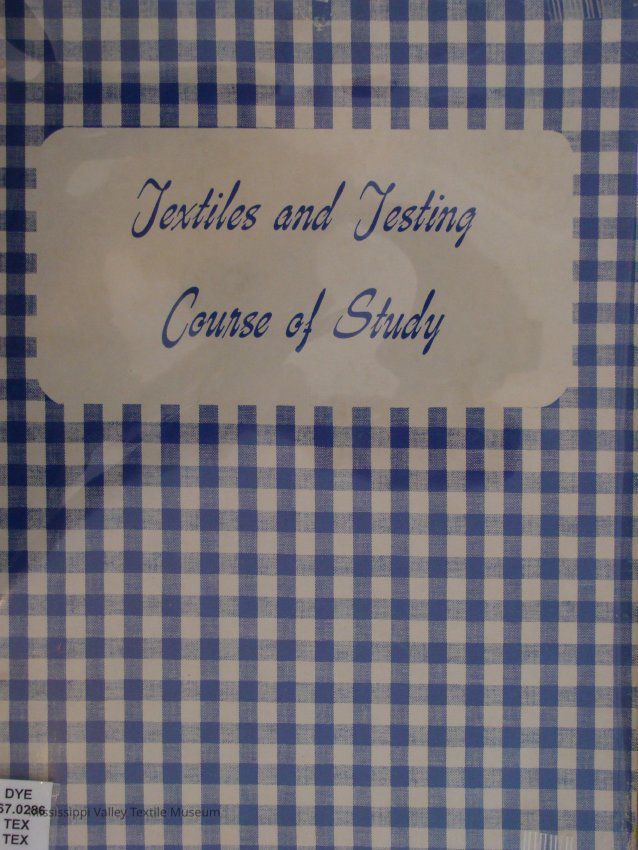 Textiles and Testing
Course of Study
DYE
67.0286
TEX
TEX
Mississippi Valley Textile Museum